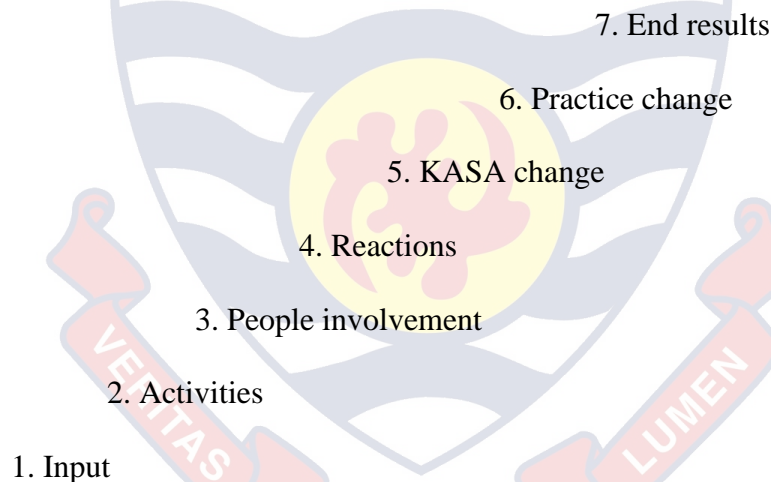 7. End results
6. Practice change
5. KASA change
4. Reactions
3. People involvement
2. Activities
1. Input
VERITAS
LUMEN